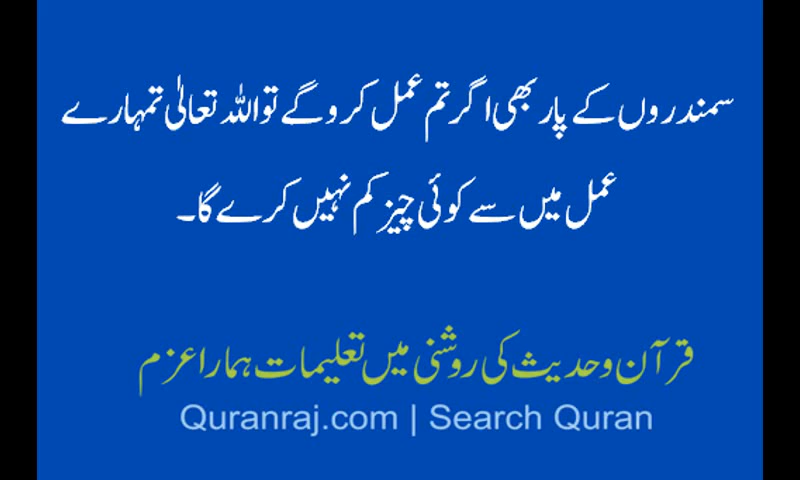 سمندروں کے پار بھی اگر تم عمل کرو گے تو اللہ تعالیٰ تمہارے
عمل میں سے کوئی چیز کم نہیں کرے گا۔
قرآن و حدیث کی روشنی میں تعلیمات ہمارا عزم
Quranraj.com | Search Quran